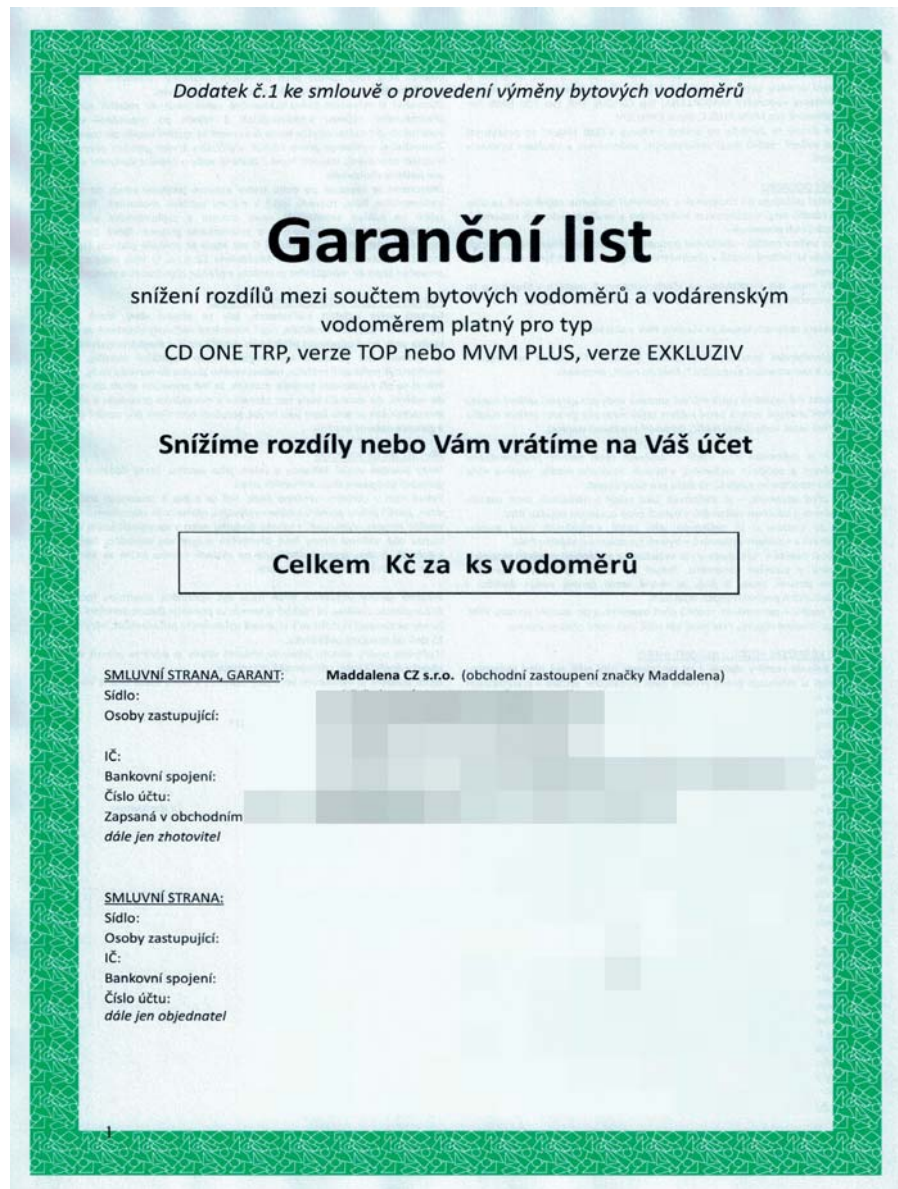 Dodatek č.1 ke smlouvě o provedení výměny bytových vodoměrů
Garanční list
snížení rozdílů mezi součtem bytových vodoměrů a vodárenským
vodoměrem platný pro typ
CD ONE TRP, verze TOP nebo MVM PLUS, verze EXKLUZIV
Snížíme rozdíly nebo Vám vrátíme na Váš účet
Celkem Kč za ks vodoměrů
SMLUVNÍ STRANA, GARANT: Maddalena CZ s.r.o. (obchodní zastoupení značky Maddalena)
Sídlo:
Osoby zastupující:
IČ:
Bankovní spojení:
Číslo účtu:
Zapsaná v obchodním
dále jen zhotovitel
SMLUVNÍ STRANA:
Sídlo:
Osoby zastupující:
IČ:
Bankovní spojení:
Číslo účtu:
dále jen objednatel
1